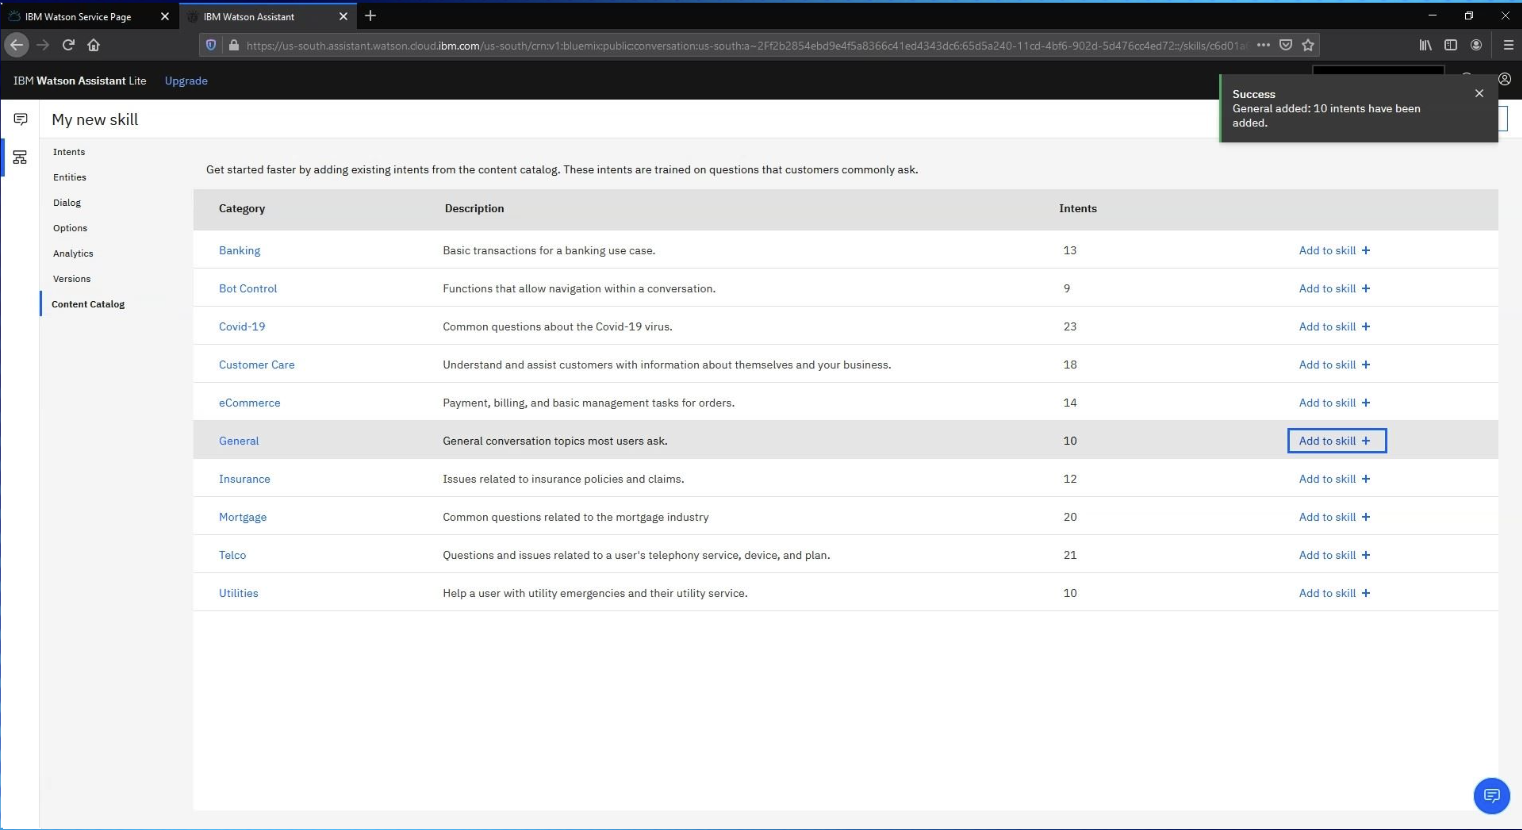 IBM Watson Service Page
IBM Watson Assistant
https://us-south.assistant.watson.cloud.ibm.com/us-south/crn:v1:bluemix:public:conversation:us-south:a~2Ff2b2854ebd9e4f5a8366c41ed4343dc6:65d5a240-11cd-4bf6-902d-5d476cc4ed72::/skills/c6d01a
IBM Watson Assistant Lite
Upgrade
Success
General added: 10 intents have been
added.
My new skill
Intents
Entities
Dialog
Options
Analytics
Versions
Content Catalog
Get started faster by adding existing intents from the content catalog. These intents are trained on questions that customers commonly ask.
Category Description Intents
Banking Basic transactions for a banking use case. 13 Add to skill +
Bot Control Functions that allow navigation within a conversation. 9 Add to skill +
Covid-19 Common questions about the Covid-19 virus. 23 Add to skill +
Customer Care Understand and assist customers with information about themselves and your business. 18 Add to skill +
eCommerce Payment, billing, and basic management tasks for orders. 14 Add to skill +
General General conversation topics most users ask. 10 Add to skill +
Insurance Issues related to insurance policies and claims. 12 Add to skill +
Mortgage Common questions related to the mortgage industry 20 Add to skill +
Telco Questions and issues related to a user's telephony service, device, and plan. 21 Add to skill +
Utilities Help a user with utility emergencies and their utility service. 10 Add to skill +